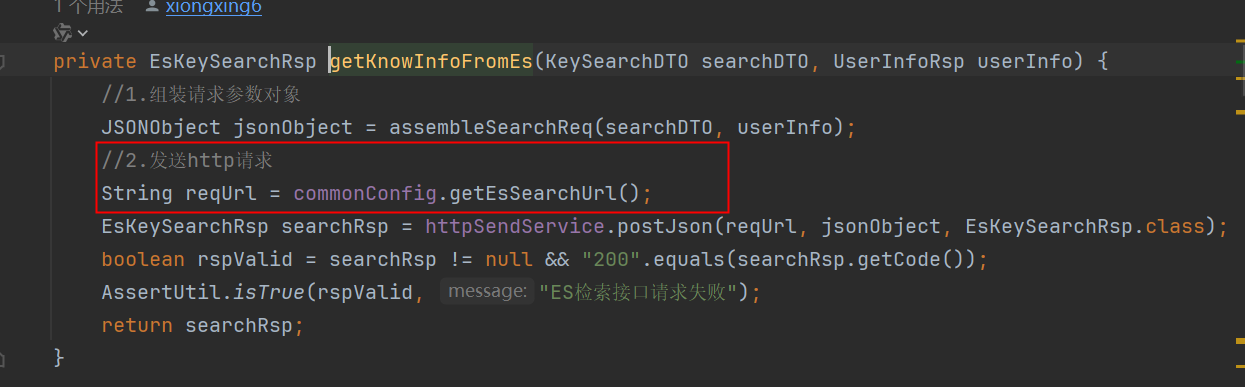 1 个用法 xiongxing6
private EsKeySearchRsp getKnowInfoFromEs(KeySearchDTO searchDTO, UserInfoRsp userInfo) {
//1.组装请求参数对象
JSONObject jsonObject = assembleSearchReq(searchDTO, userInfo);
//2.发送http请求
String reqUrl = commonConfig.getEsSearchUrl();
EsKeySearchRsp searchRsp = httpSendService.postJson(reqUrl, jsonObject, EsKeySearchRsp.class);
boolean rspValid = searchRsp != null && "200".equals(searchRsp.getCode());
AssertUtil.isTrue(rspValid, message: "ES检索接口请求失败");
return searchRsp;
}